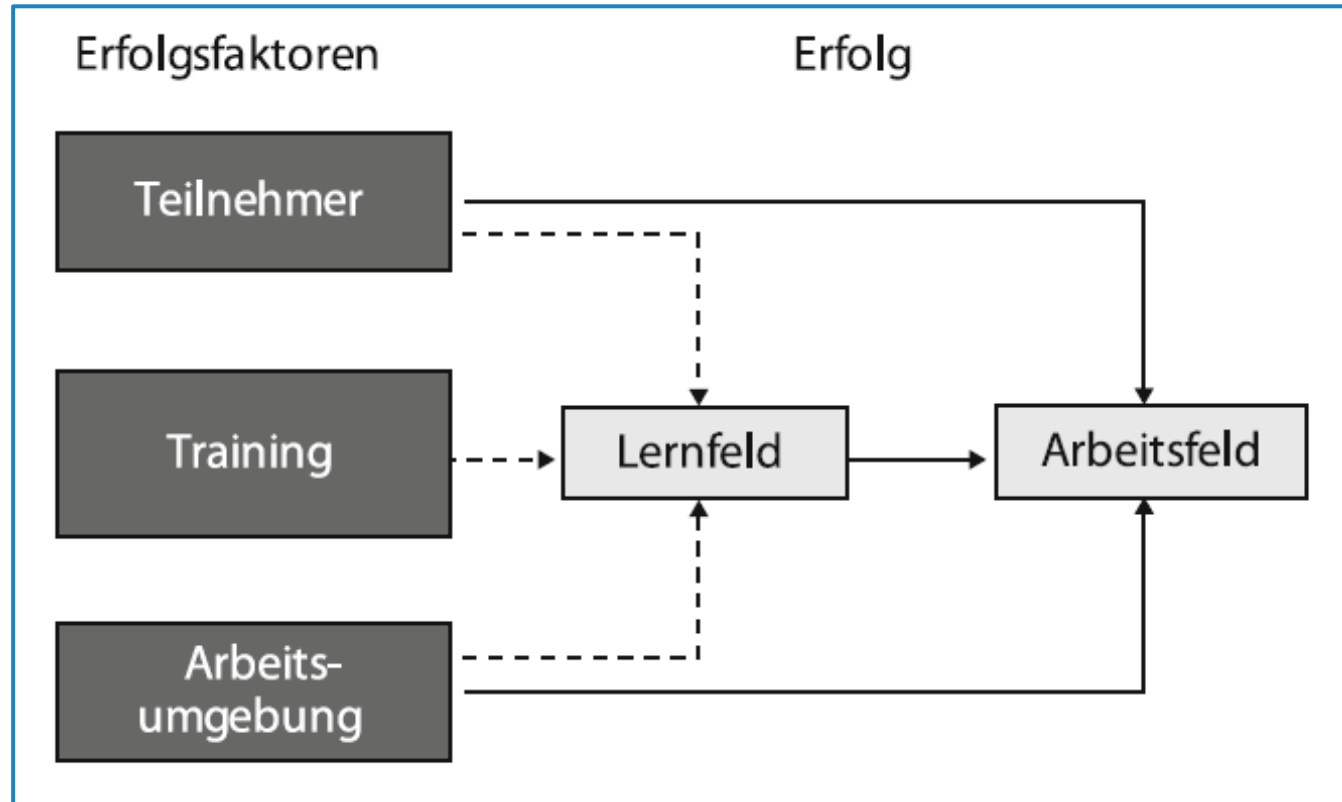 Erfolgsfaktoren
Erfolg
Teilnehmer
Training
Lernfeld
Arbeitsfeld
Arbeits-
umgebung